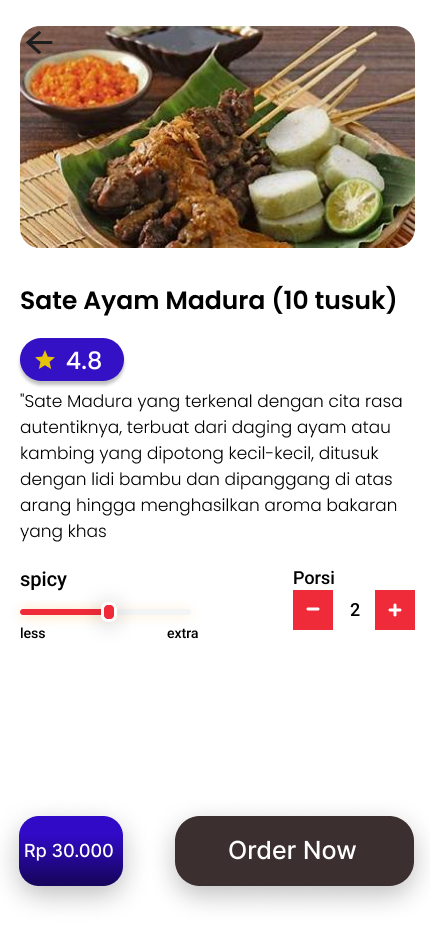 Sate Ayam Madura (10 tusuk)
4.8
"Sate Madura yang terkenal dengan cita rasa
autentiknya, terbuat dari daging ayam atau
kambing yang dipotong kecil-kecil, ditusuk
dengan lidi bambu dan dipanggang di atas
arang hingga menghasilkan aroma bakaran
yang khas
spicy
less extra
Porsi
2
Rp 30.000
Order Now